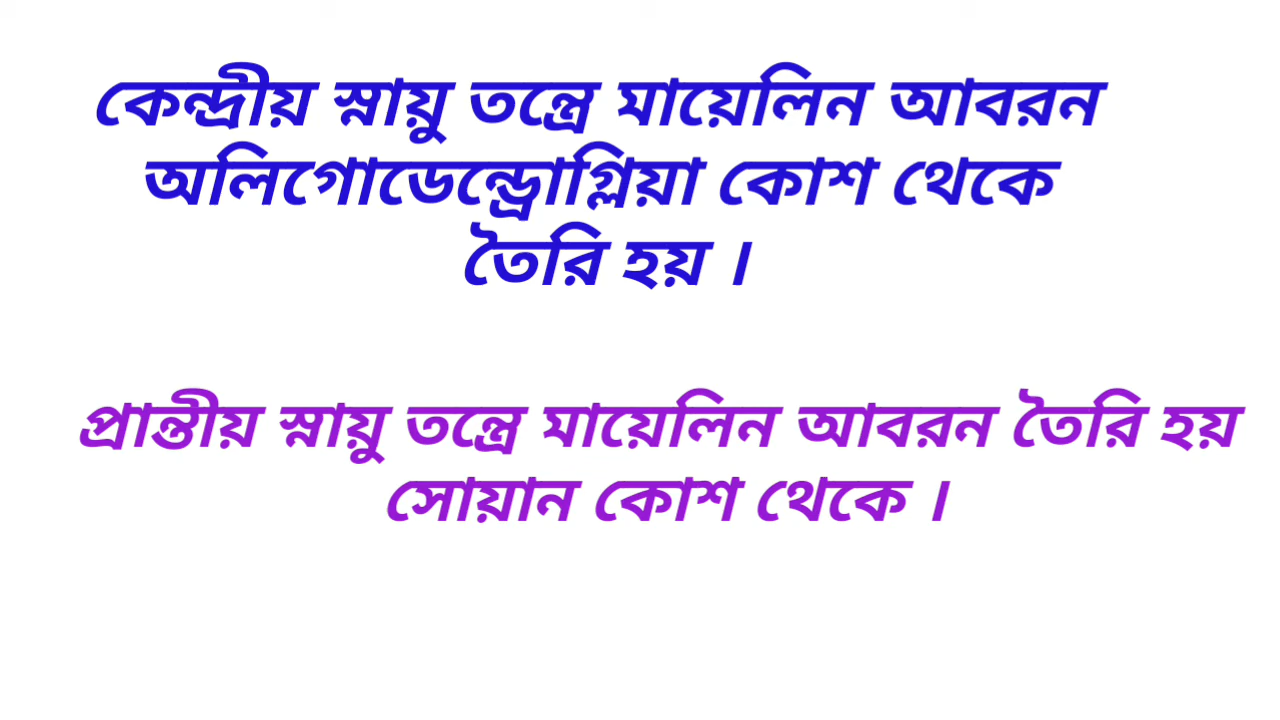 কেন্দ্রীয় স্নায়ু তন্ত্রে মায়েলিন আবরন
অলিগোডেন্ড্রোগ্লিয়া কোশ থেকে
তৈরি হয় ।
প্রান্তীয় স্নায়ু তন্ত্রে মায়েলিন আবরন তৈরি হয়
সোয়ান কোশ থেকে ।